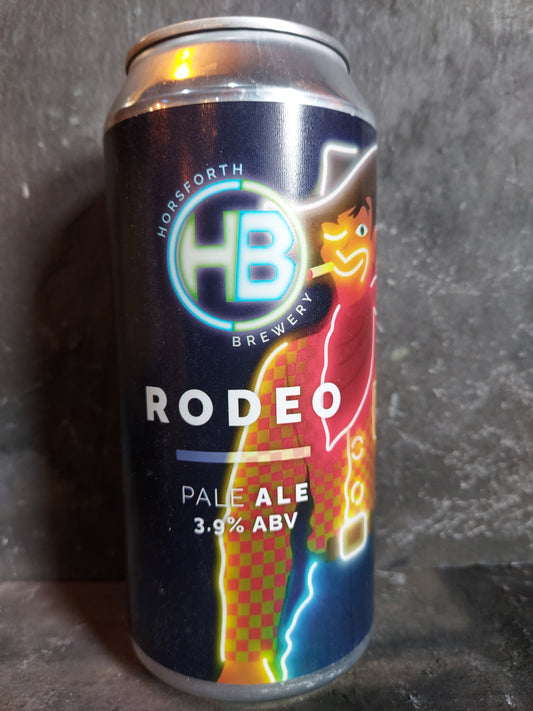 HORSFORTH
HB
BREWERY
RODEO
PALE ALE
3.9% ABV